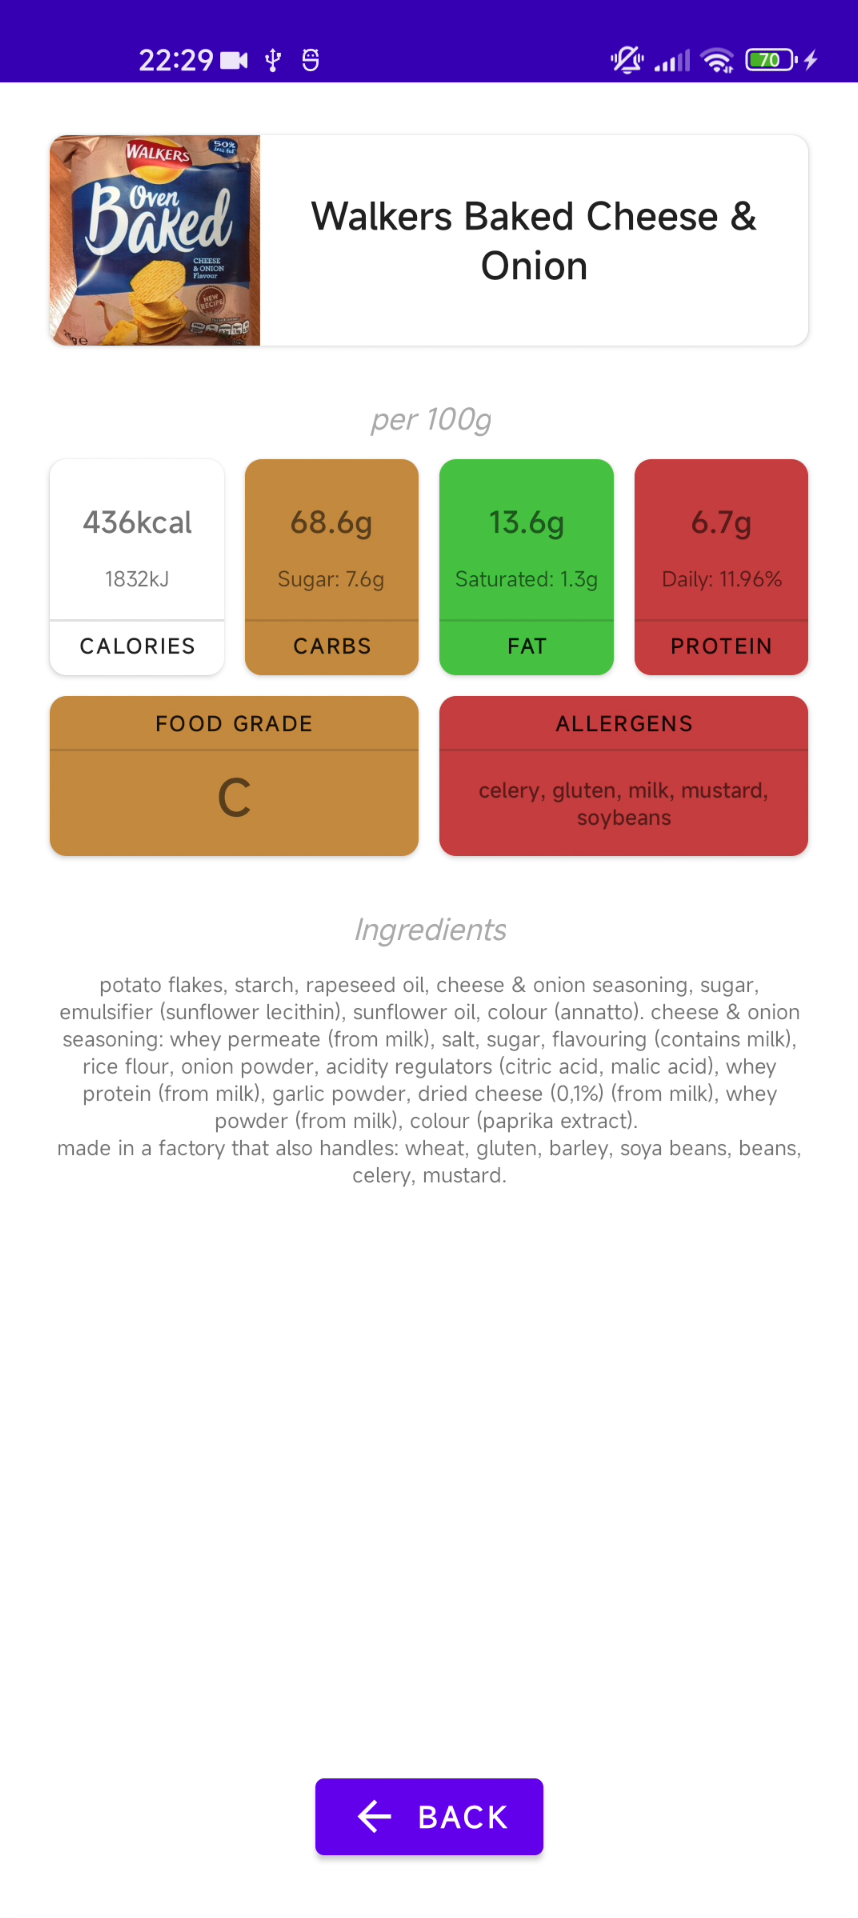 22:29
70
WALKERS
50%
less fat
Oven
Baked
CHEESE
& ONION
Flavour
NEW
RECIPE
Walkers Baked Cheese &
Onion
per 100g
436kcal
1832kJ
CALORIES
68.6g
Sugar: 7.6g
CARBS
13.6g
Saturated: 1.3g
FAT
6.7g
Daily: 11.96%
PROTEIN
FOOD GRADE
C
ALLERGENS
celery, gluten, milk, mustard,
soybeans
Ingredients
potato flakes, starch, rapeseed oil, cheese & onion seasoning, sugar,
emulsifier (sunflower lecithin), sunflower oil, colour (annatto). cheese & onion
seasoning: whey permeate (from milk), salt, sugar, flavouring (contains milk),
rice flour, onion powder, acidity regulators (citric acid, malic acid), whey
protein (from milk), garlic powder, dried cheese (0,1%) (from milk), whey
powder (from milk), colour (paprika extract).
made in a factory that also handles: wheat, gluten, barley, soya beans, beans,
celery, mustard.
BACK